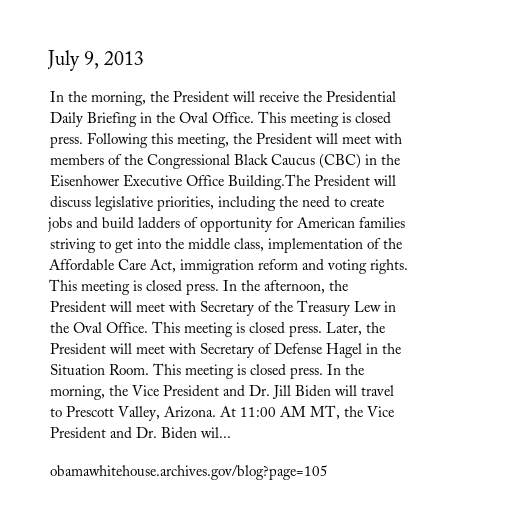 July 9, 2013
In the morning, the President will receive the Presidential
Daily Briefing in the Oval Office. This meeting is closed
press. Following this meeting, the President will meet with
members of the Congressional Black Caucus (CBC) in the
Eisenhower Executive Office Building.The President will
discuss legislative priorities, including the need to create
jobs and build ladders of opportunity for American families
striving to get into the middle class, implementation of the
Affordable Care Act, immigration reform and voting rights.
This meeting is closed press. In the afternoon, the
President will meet with Secretary of the Treasury Lew in
the Oval Office. This meeting is closed press. Later, the
President will meet with Secretary of Defense Hagel in the
Situation Room. This meeting is closed press. In the
morning, the Vice President and Dr. Jill Biden will travel
to Prescott Valley, Arizona. At 11:00 AM MT, the Vice
President and Dr. Biden wil...
obamawhitehouse.archives.gov/blog?page=105